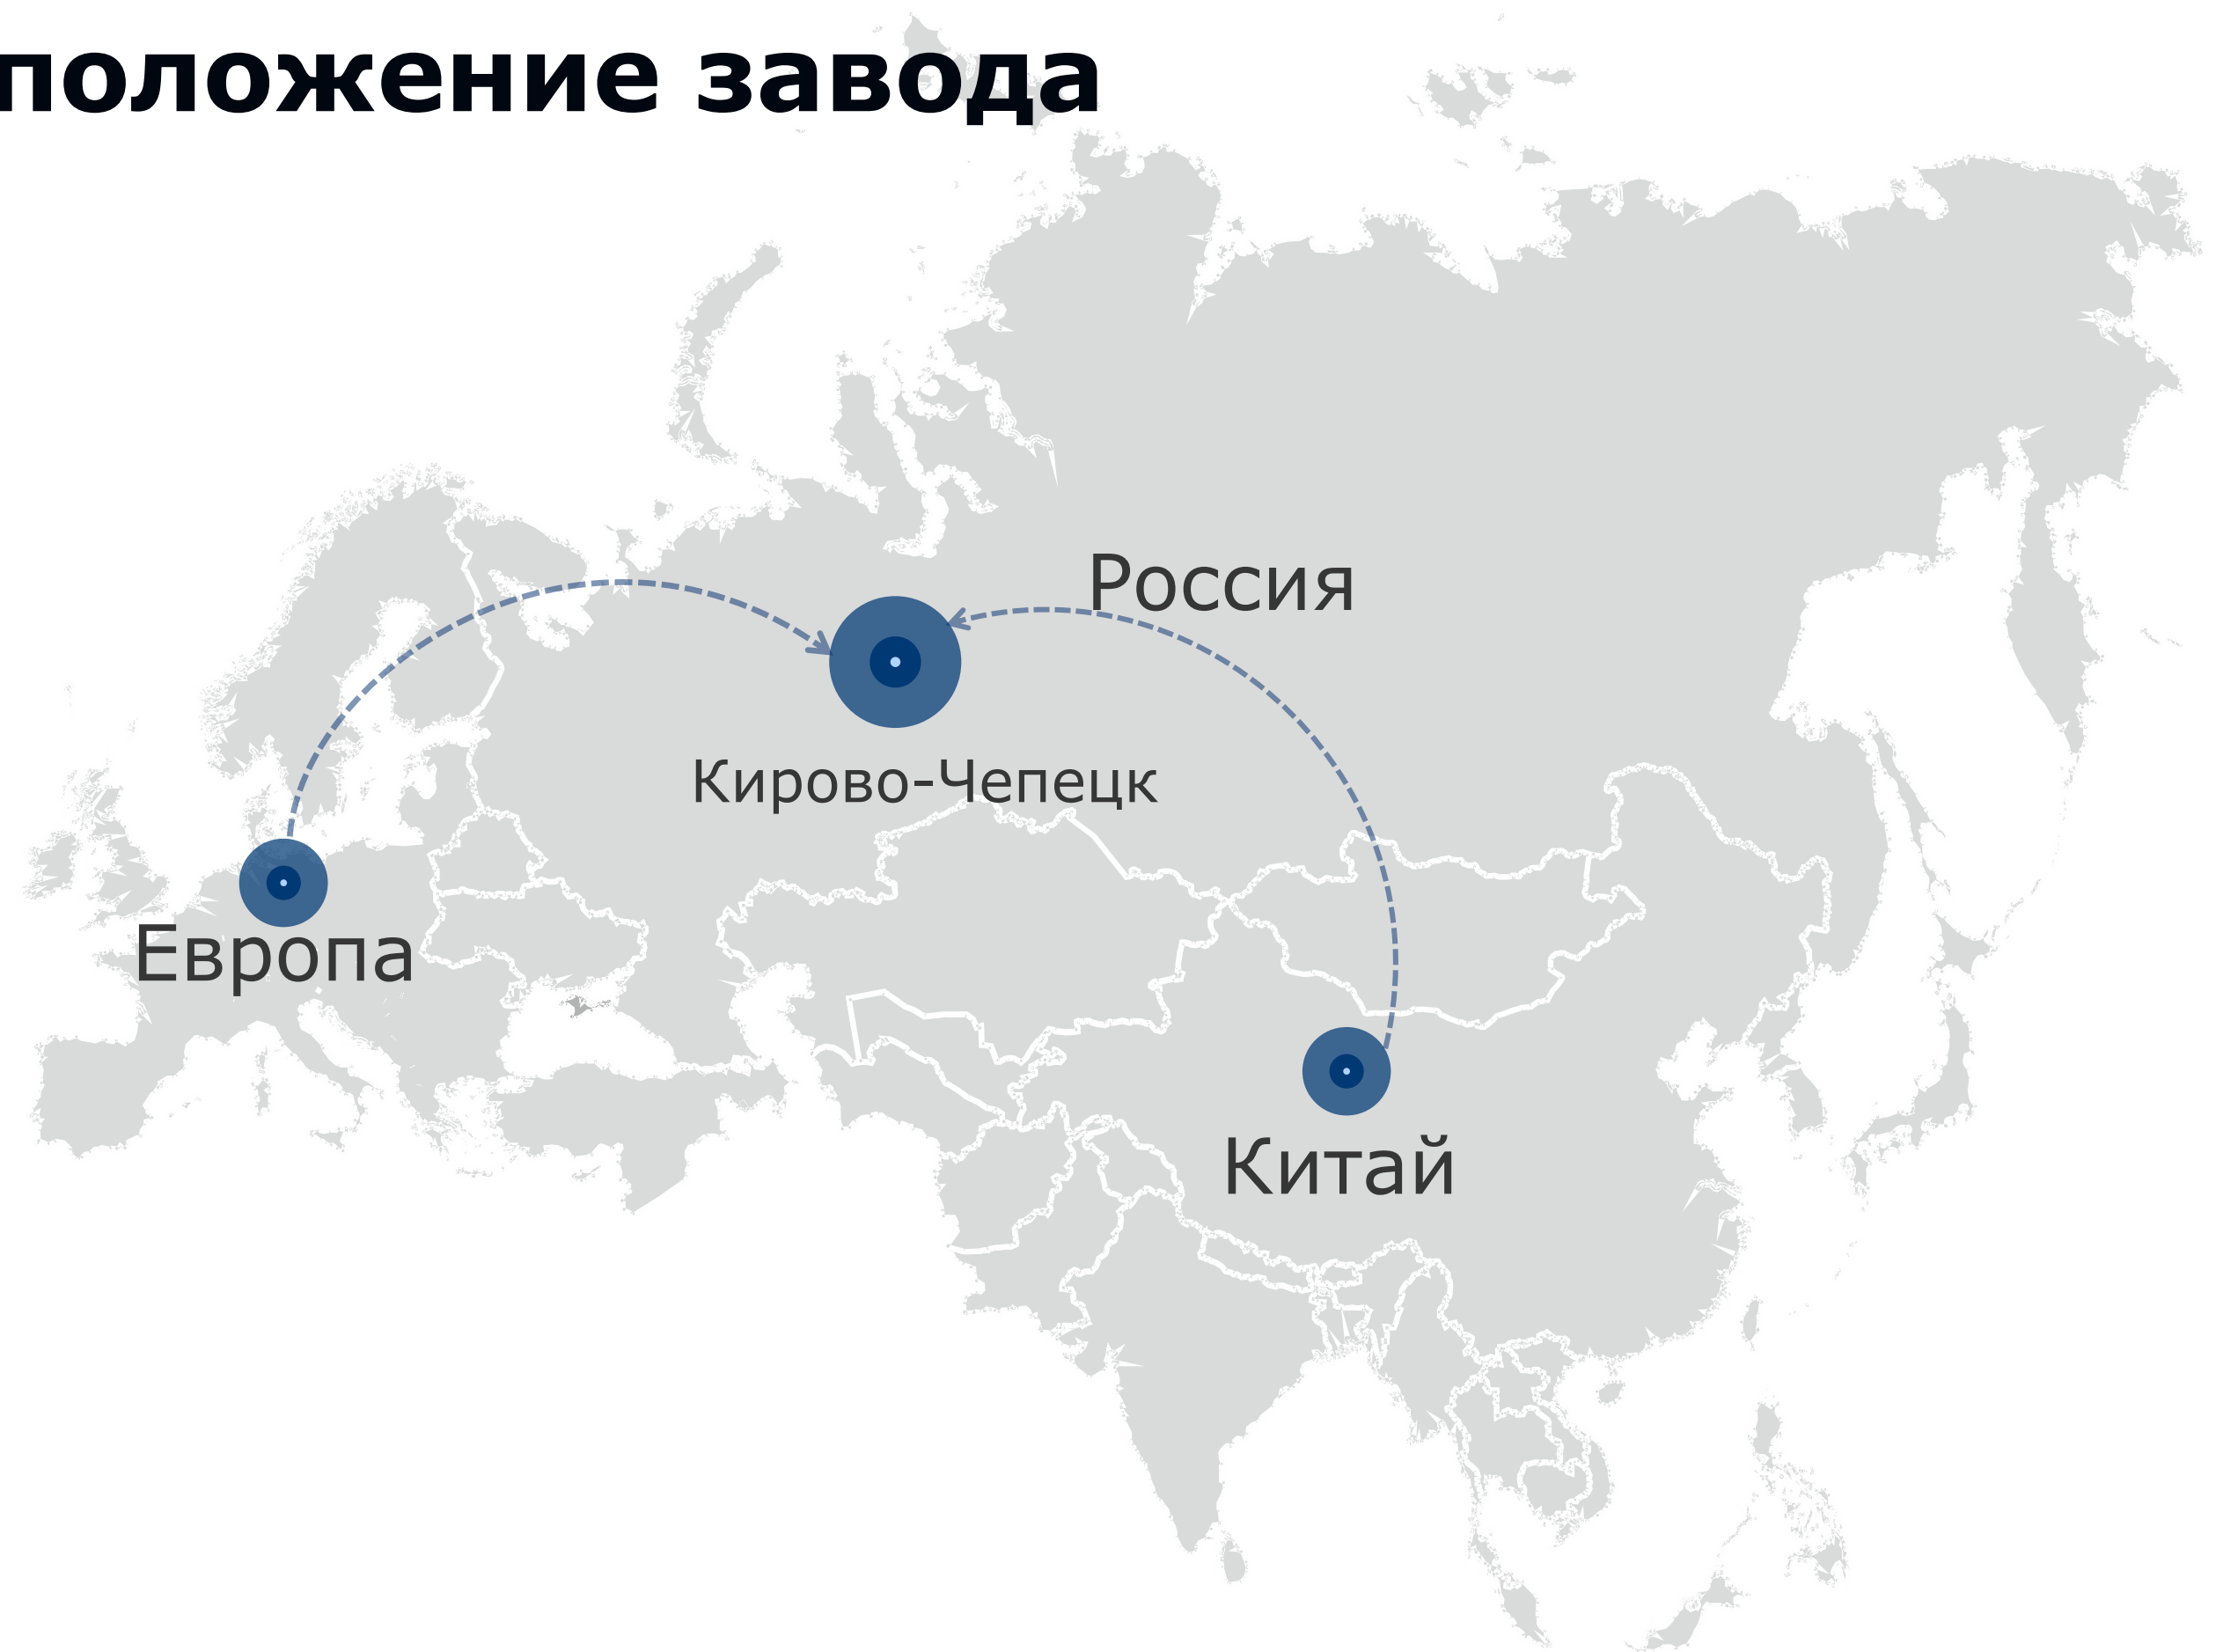 положение завода
Россия
Кирово-Чепецк
Европа
Китай